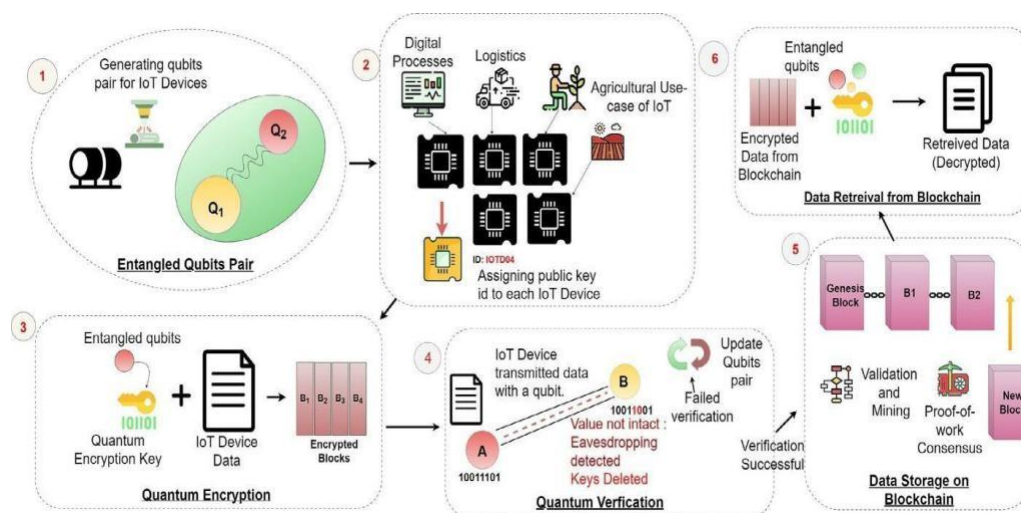 1
Generating qubits
pair for IoT Devices
Q2
Q1
Entangled Qubits Pair
2
Digital
Processes
Logistics
Agricultural Use-
case of IoT
ID: IOTD04
Assigning public key
id to each IoT Device
3
Entangled qubits
101101
Quantum
Encryption Key
IoT Device
Data
B1 B2 B3 B4
Encrypted
Blocks
Quantum Encryption
4
IoT Device
transmitted data
with a qubit.
A
10011101
B
10011001
Value not intact :
Eavesdropping
detected
Keys Deleted
Update
Qubits
pair
Failed
verification
Quantum Verfication
Verification
Successful
5
Genesis
Block
B1
B2
Validation
and
Mining
Proof-of-
work
Consensus
New
Block
Data Storage on
Blockchain
6
Entangled
qubits
101101
Encrypted
Data from
Blockchain
Retreived Data
(Decrypted)
Data Retreival from Blockchain